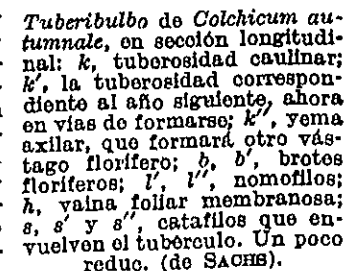 Tuberibulbo de Colchicum au-
tumnale, en sección longitudi-
nal: k, tuberosidad caulinar;
k', la tuberosidad correspon-
diente al año siguiente, ahora
en vías de formarse; k'', yema
axilar, que formará otro vás-
tago florífero; b, b', brotes
floríferos; l', l'', nomofilos;
h, vaina foliar membranosa;
s, s' y s'', catafilos que en-
vuelven el tubérculo. Un poco
reduc. (de SACHS).